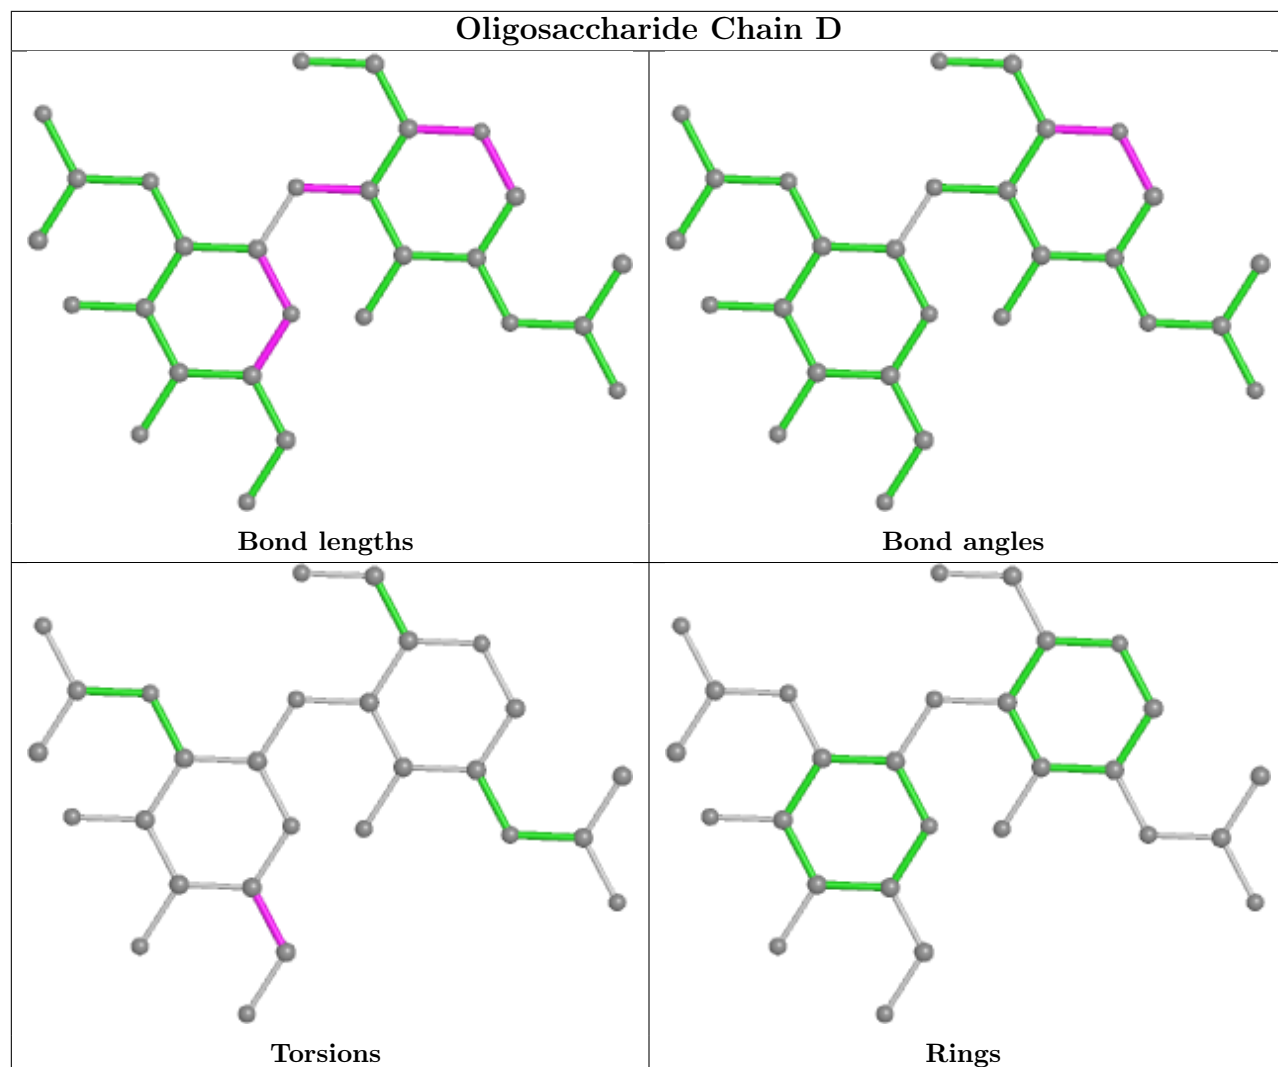 Oligosaccharide Chain D
Bond lengths
Bond angles
Torsions
Rings